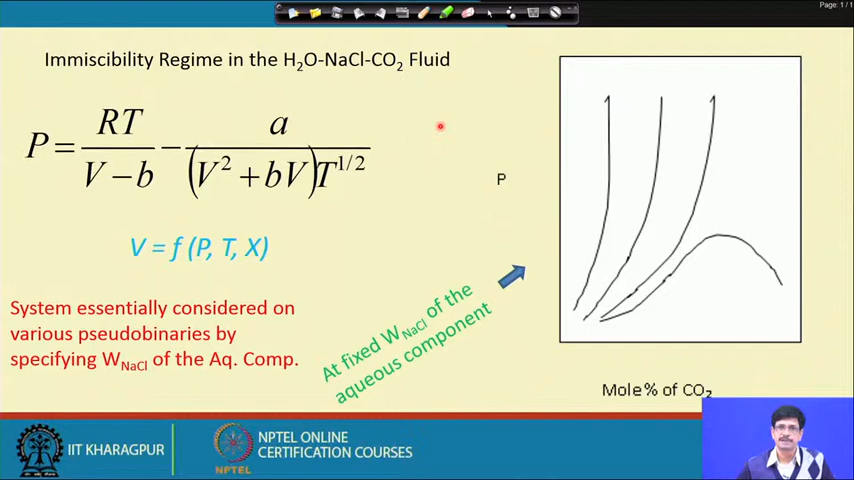 Page: 1 / 1
Immiscibility Regime in the H₂O-NaCl-CO₂ Fluid
P = RT/(V − b) − a/((V² + bV)T^1/2)
P
V = f (P, T, X)
System essentially considered on
various pseudobinaries by
specifying W_NaCl of the Aq. Comp.
At fixed W_NaCl of the
aqueous component
Mole% of CO₂
IIT KHARAGPUR
NPTEL
NPTEL ONLINE
CERTIFICATION COURSES